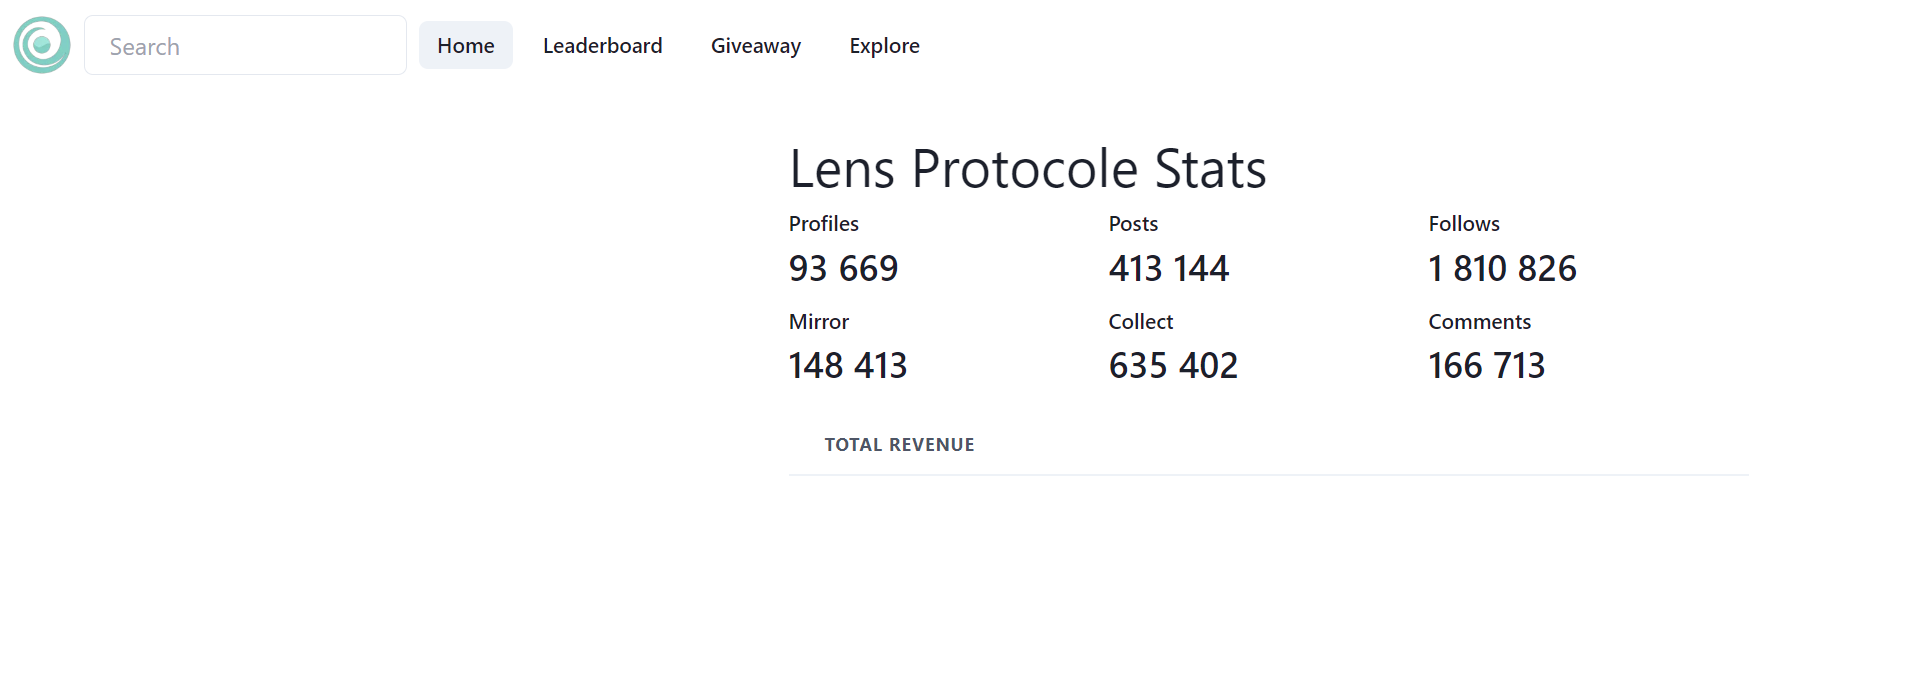 Search Home Leaderboard Giveaway Explore
Lens Protocole Stats
Profiles Posts Follows
93 669 413 144 1 810 826
Mirror Collect Comments
148 413 635 402 166 713
TOTAL REVENUE